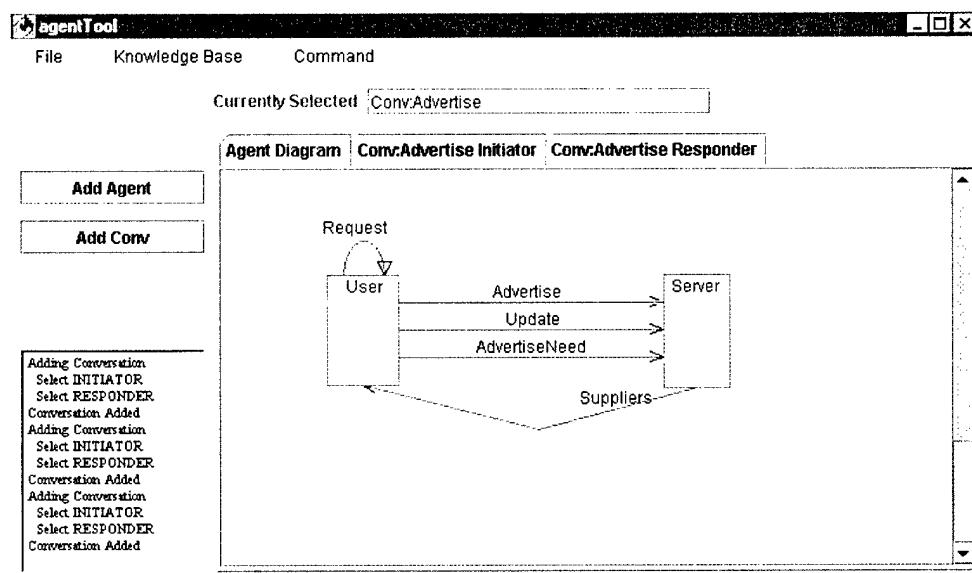 agentTool
File Knowledge Base Command
Currently Selected Conv:Advertise
Agent Diagram Conv:Advertise Initiator Conv:Advertise Responder
Add Agent
Add Conv
Request
User
Server
Advertise
Update
AdvertiseNeed
Suppliers
Adding Conversation
Select INITIATOR
Select RESPONDER
Conversation Added
Adding Conversation
Select INITIATOR
Select RESPONDER
Conversation Added
Adding Conversation
Select INITIATOR
Select RESPONDER
Conversation Added